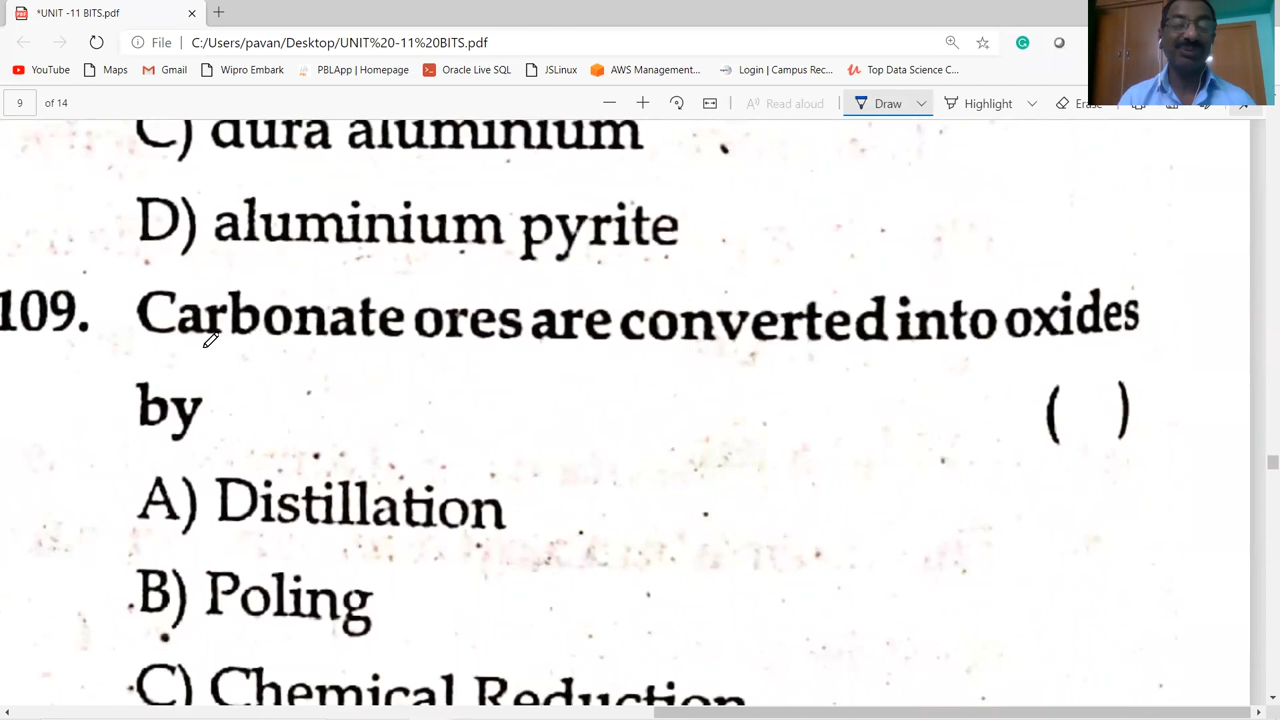 *UNIT -11 BITS.pdf
File C:/Users/pavan/Desktop/UNIT%20-11%20BITS.pdf
YouTube Maps Gmail Wipro Embark PBLApp | Homepage Oracle Live SQL JSLinux AWS Management... Login | Campus Rec... Top Data Science C...
9 of 14 Read aloud Draw Highlight Erase
C) dura aluminium
D) aluminium pyrite
109. Carbonate ores are converted into oxides
by ( )
A) Distillation
B) Poling
C) Chemical Reduction